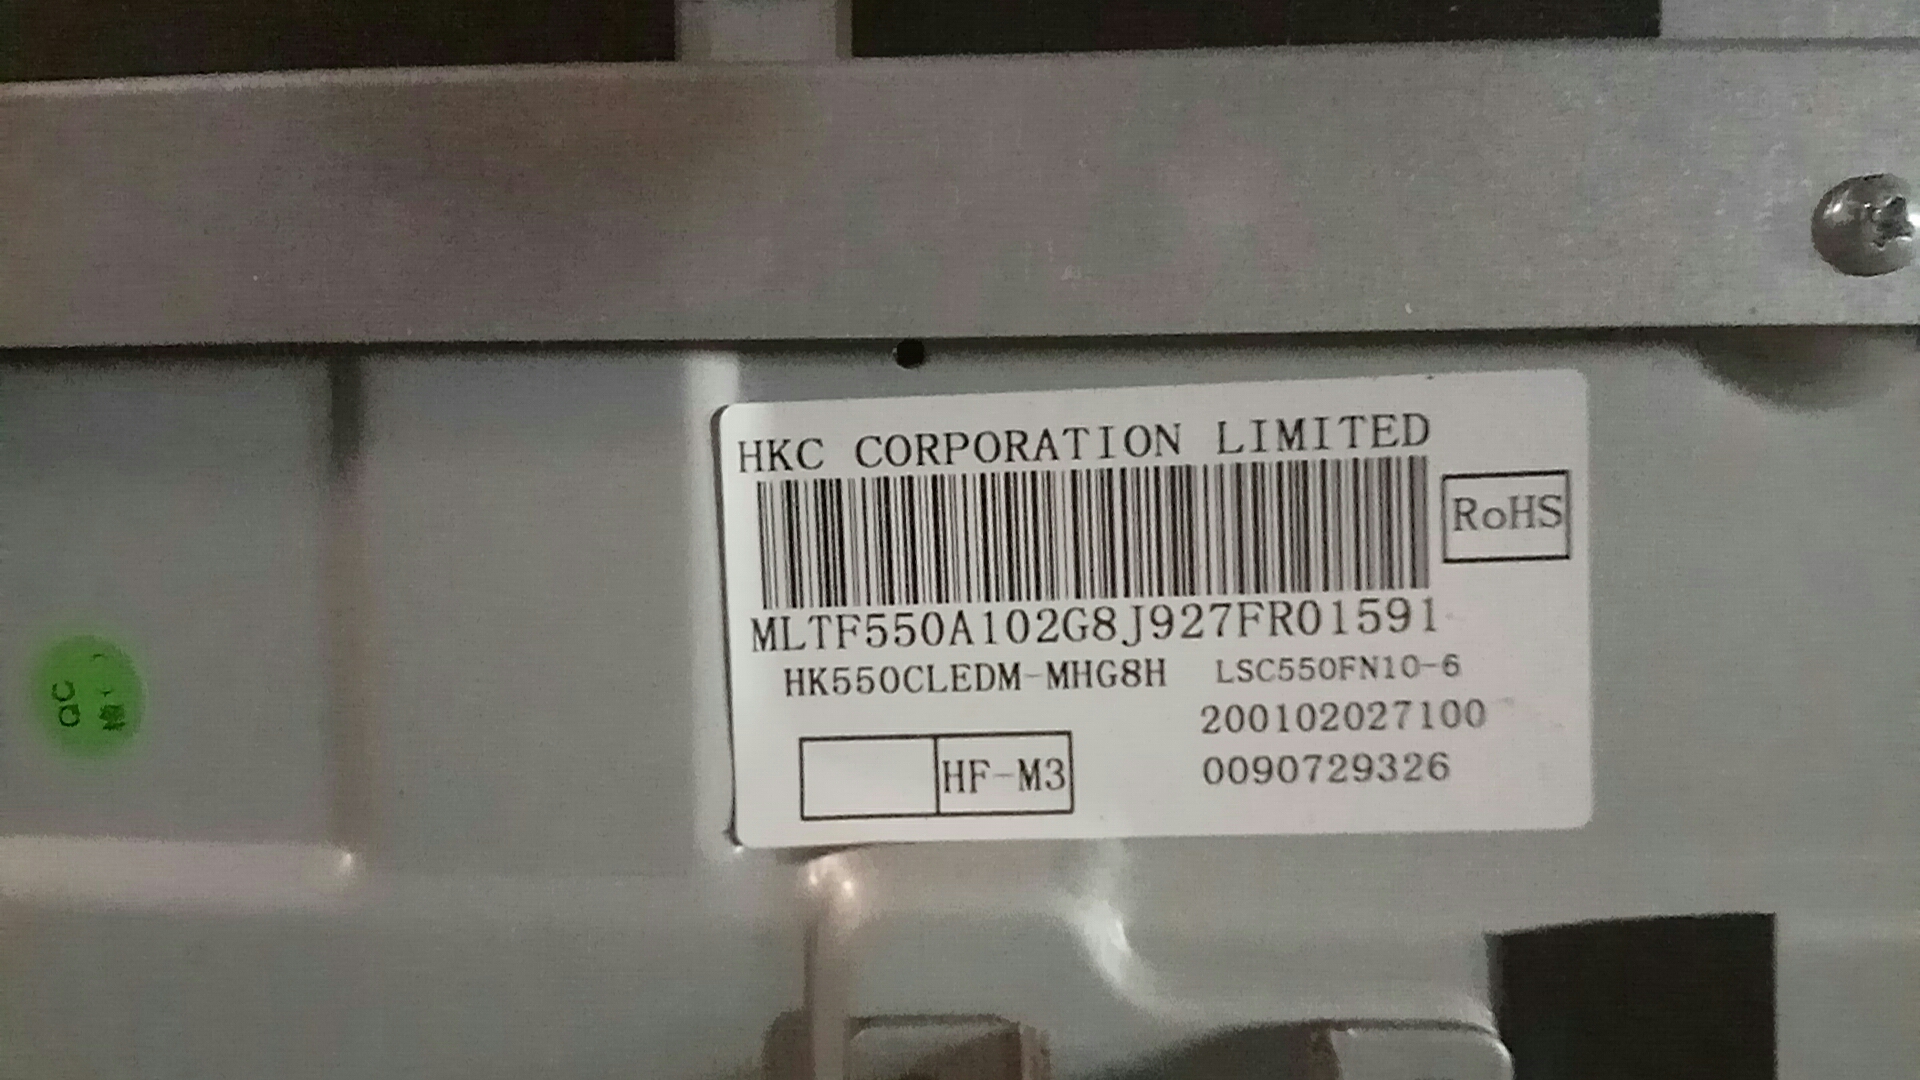 HKC CORPORATION LIMITED
RoHS
MLTF550A102G8J927FR01591
HK550CLEDM-MHG8H LSC550FN10-6
200102027100
HF-M3
0090729326
QC